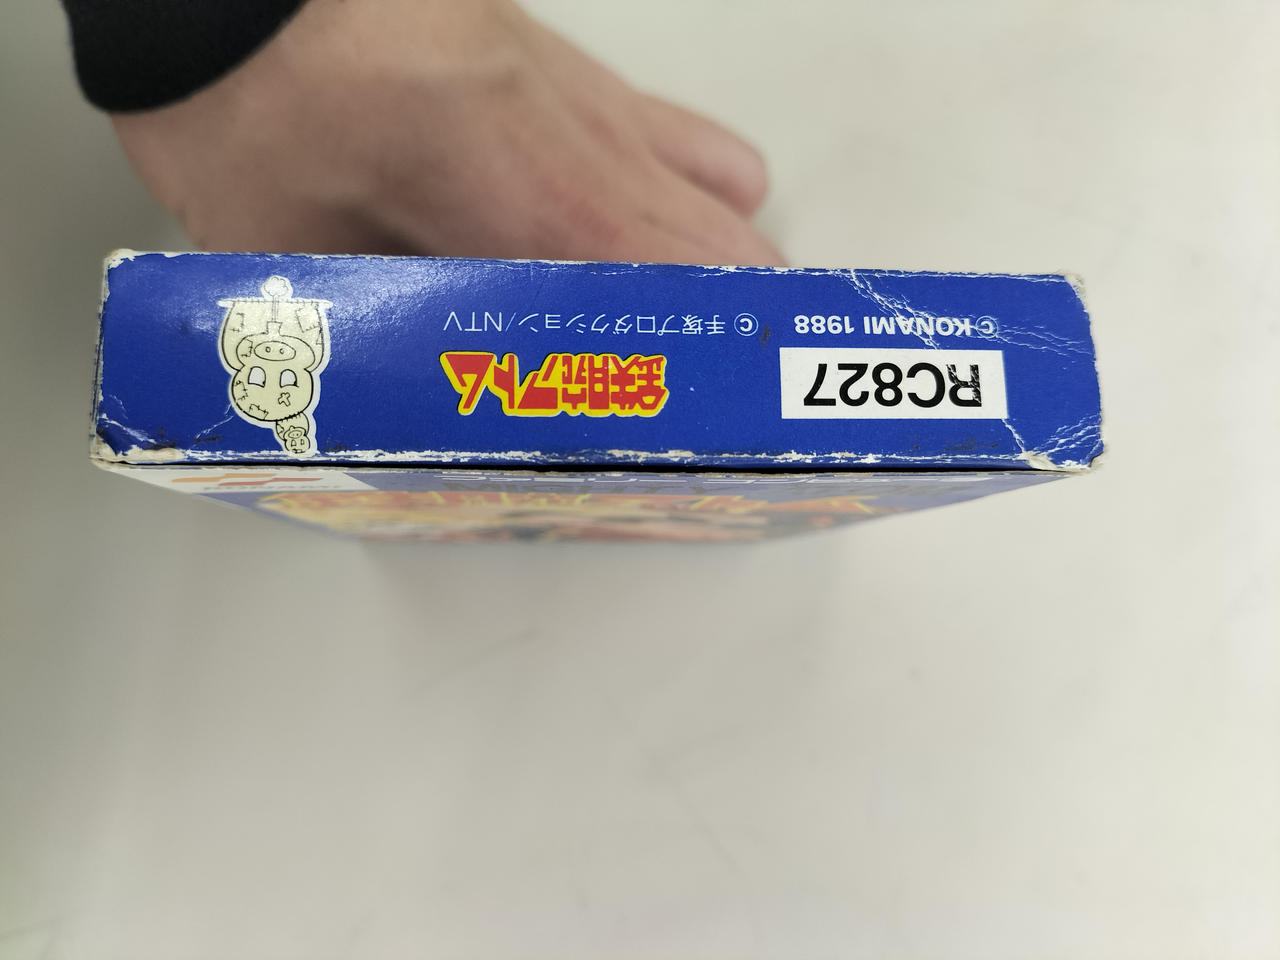 RC827
© KONAMI 1988
鉄腕アトム
© 手塚プロダクション/NTV